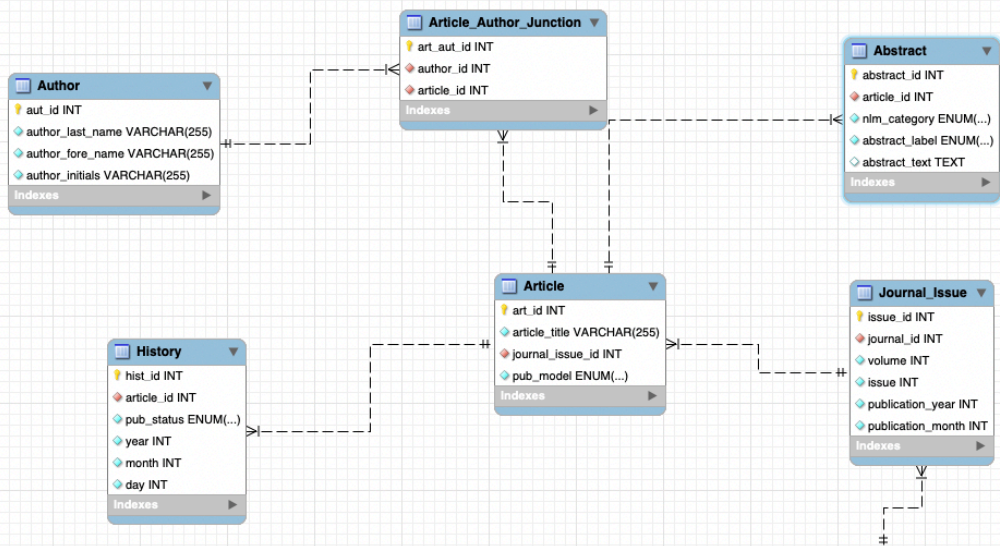 Article_Author_Junction
art_aut_id INT
author_id INT
article_id INT
Indexes
Abstract
abstract_id INT
article_id INT
nlm_category ENUM(...)
abstract_label ENUM(...)
abstract_text TEXT
Indexes
Author
aut_id INT
author_last_name VARCHAR(255)
author_fore_name VARCHAR(255)
author_initials VARCHAR(255)
Indexes
Article
art_id INT
article_title VARCHAR(255)
journal_issue_id INT
pub_model ENUM(...)
Indexes
Journal_Issue
issue_id INT
journal_id INT
volume INT
issue INT
publication_year INT
publication_month INT
Indexes
History
hist_id INT
article_id INT
pub_status ENUM(...)
year INT
month INT
day INT
Indexes